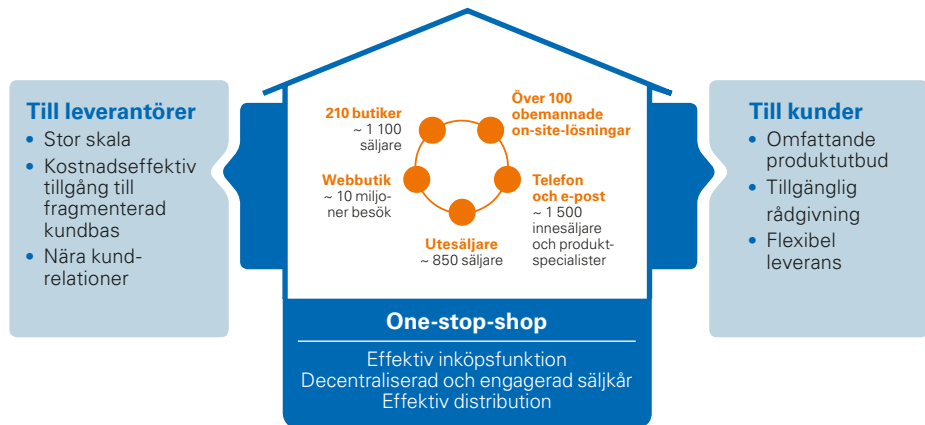 Till leverantörer
• Stor skala
• Kostnadseffektiv
tillgång till
fragmenterad
kundbas
• Nära kund-
relationer
210 butiker
~ 1 100
säljare
Över 100
obemannade
on-site-lösningar
Webbutik
~ 10 miljo-
ner besök
Telefon
och e-post
~ 1 500
innesäljare
och produkt-
specialister
Utesäljare
~ 850 säljare
One-stop-shop
Effektiv inköpsfunktion
Decentraliserad och engagerad säljkår
Effektiv distribution
Till kunder
• Omfattande
produktutbud
• Tillgänglig
rådgivning
• Flexibel
leverans